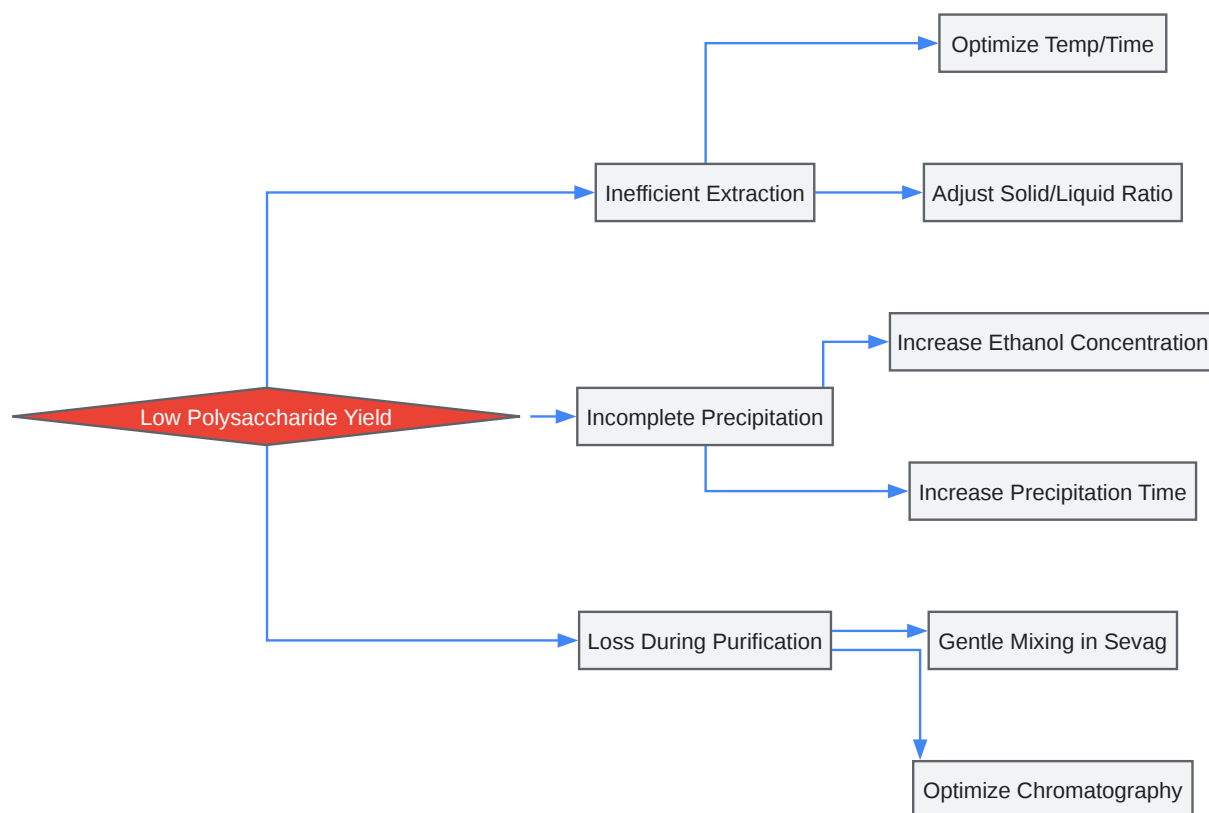 Optimize Temp/Time
Inefficient Extraction
Adjust Solid/Liquid Ratio
Increase Ethanol Concentration
Low Polysaccharide Yield
Incomplete Precipitation
Increase Precipitation Time
Loss During Purification
Gentle Mixing in Sevag
Optimize Chromatography